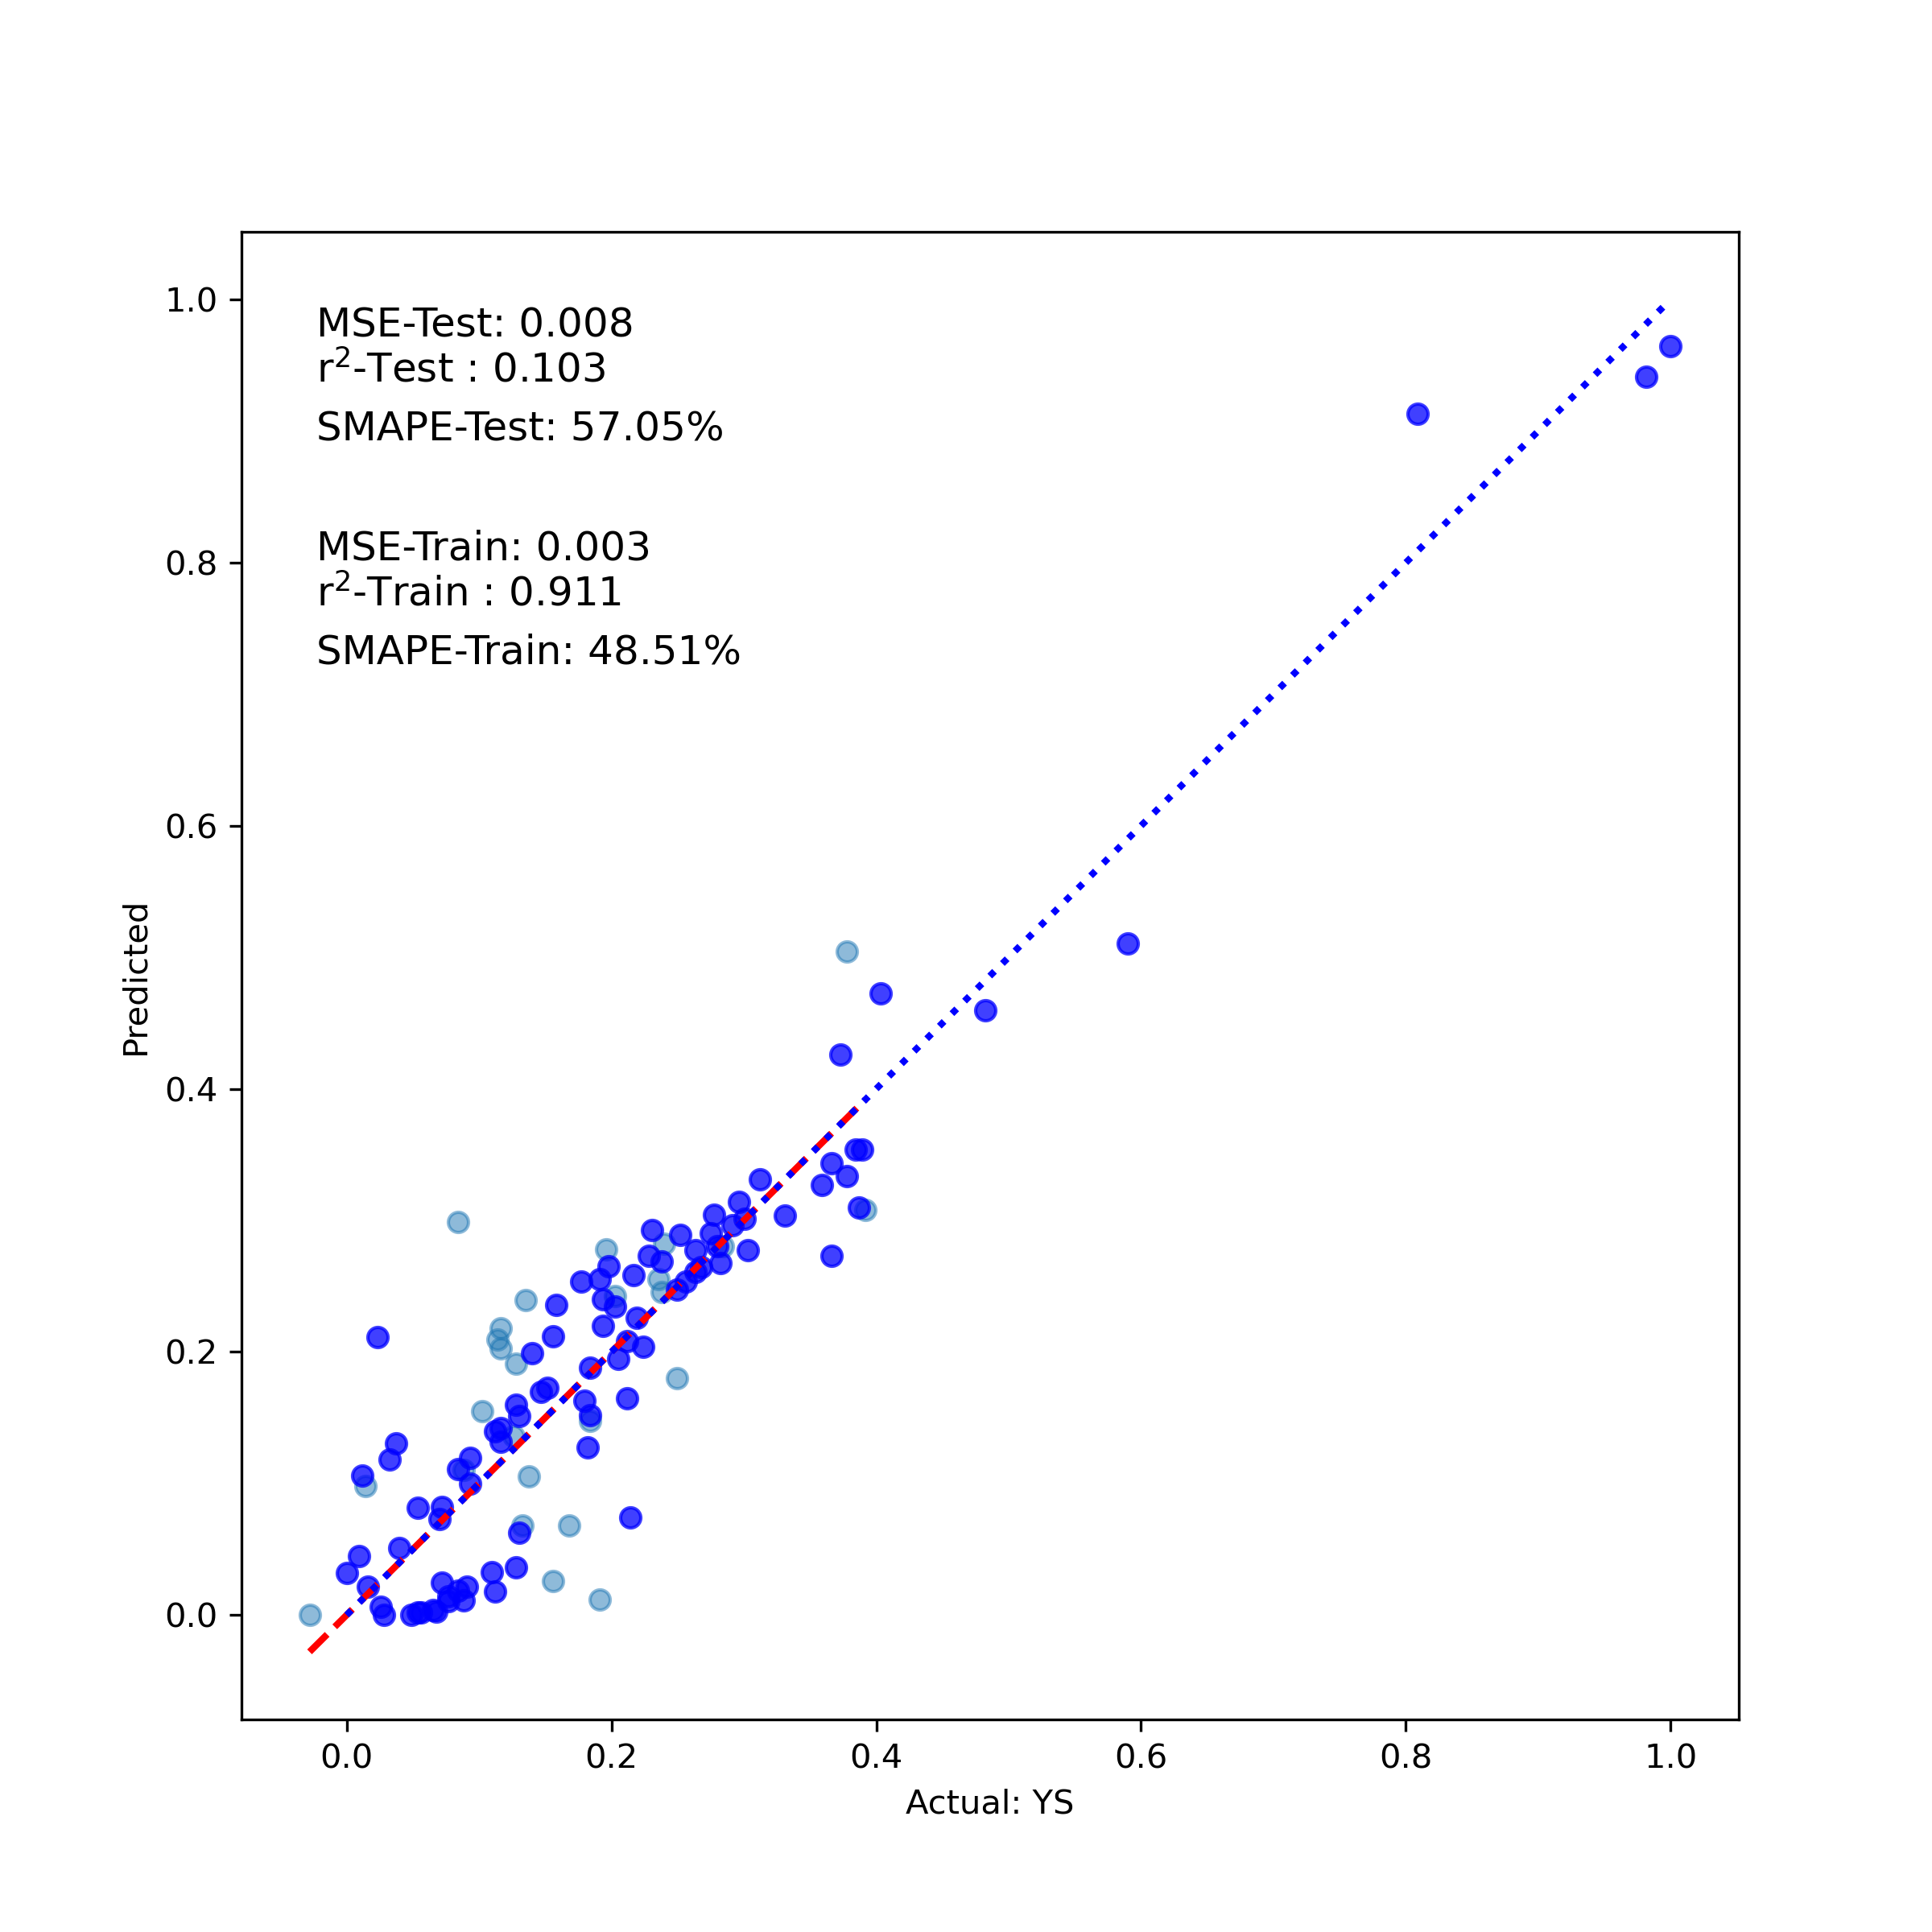 MSE-Test: 0.008
r²-Test : 0.103
SMAPE-Test: 57.05%
MSE-Train: 0.003
r²-Train : 0.911
SMAPE-Train: 48.51%
1.0
0.8
0.6
0.4
0.2
0.0
Predicted
0.0 0.2 0.4 0.6 0.8 1.0
Actual: YS